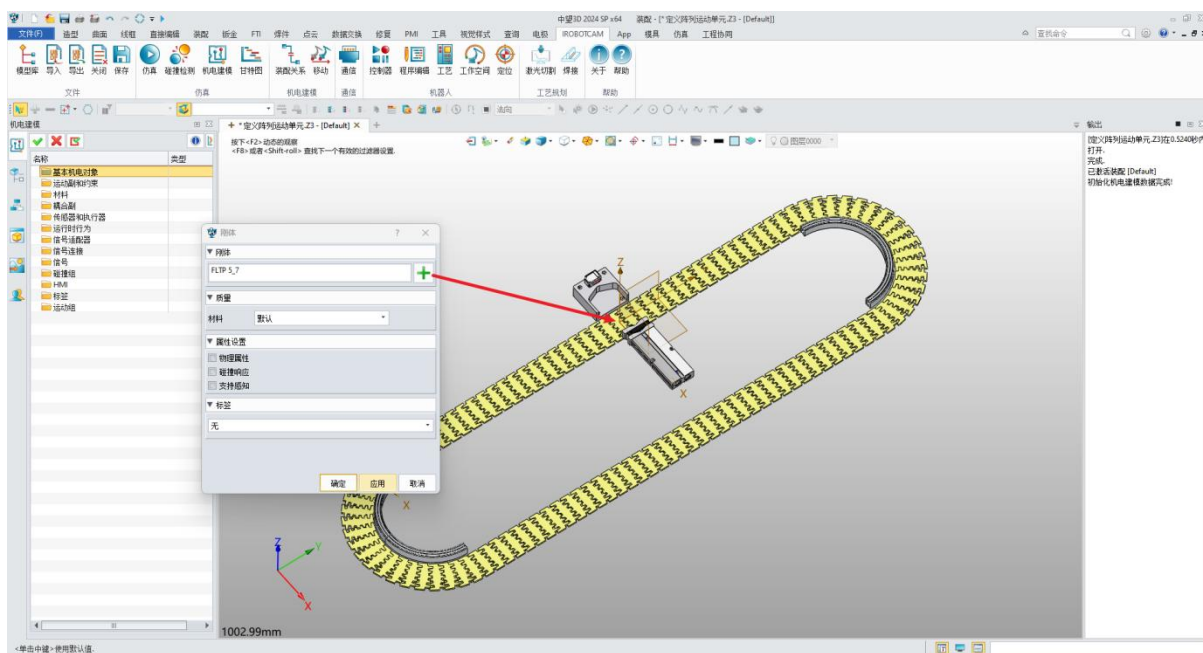 中望3D 2024 SP x64 装配 - [* 定义阵列运动单元.Z3 - [Default]]
文件(F) 造型 曲面 线框 直接编辑 装配 钣金 FTI 焊件 点云 数据交换 修复 PMI 工具 视觉样式 查询 电极 IROBOTCAM App 模具 仿真 工程协同 查找命令
模型库 导入 导出 关闭 保存 仿真 碰撞检测 机电建模 甘特图 装配关系 移动 通信 控制器 程序编辑 工艺 工作空间 定位 激光切割 焊接 关于 帮助
文件 仿真 机电建模 通信 机器人 工艺规划 帮助
法向
机电建模
+ * 定义阵列运动单元.Z3 - [Default] × +
输出
按下<F2>动态的观察
<F8>或者<Shift-roll> 查找下一个有效的过滤器设置.
图层0000
名称 类型
基本机电对象
运动副和约束
材料
耦合副
传感器和执行器
运行时行为
信号适配器
信号连接
信号
碰撞组
HMI
标签
运动组
刚体 ? ×
▼ 刚体
FLTP 5_7
▼ 质量
材料 默认
▼ 属性设置
物理属性
碰撞响应
支持感知
▼ 标签
无
确定 应用 取消
Z
X
X
Z
Y
X
1002.99mm
[定义阵列运动单元.Z3]在0.5240秒内
打开.
完成.
已激活装配 [Default]
初始化机电建模数据完成!
<单击中键>使用默认值.